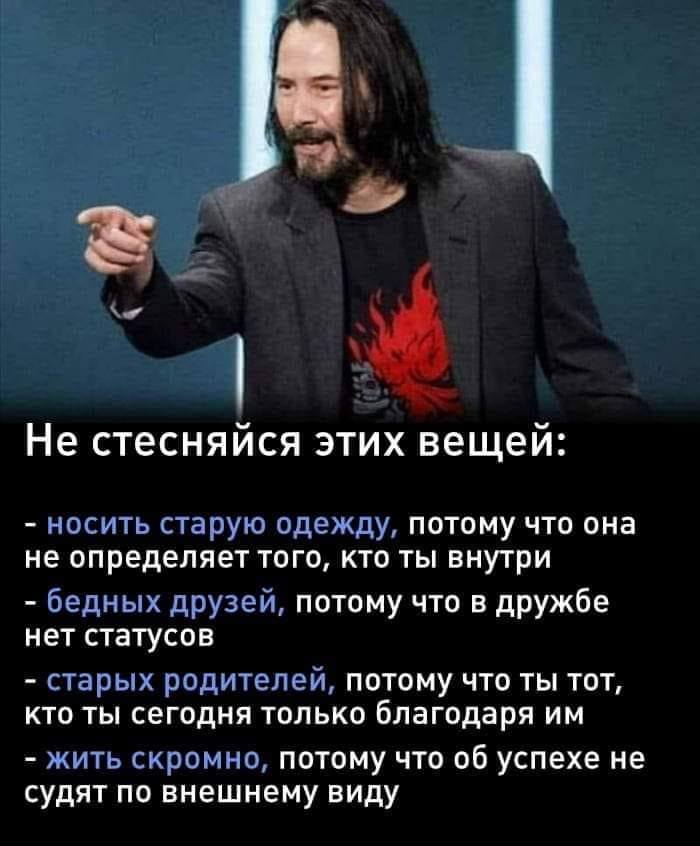 Не стесняйся этих вещей:
- носить старую одежду, потому что она
не определяет того, кто ты внутри
- бедных друзей, потому что в дружбе
нет статусов
- старых родителей, потому что ты тот,
кто ты сегодня только благодаря им
- жить скромно, потому что об успехе не
судят по внешнему виду